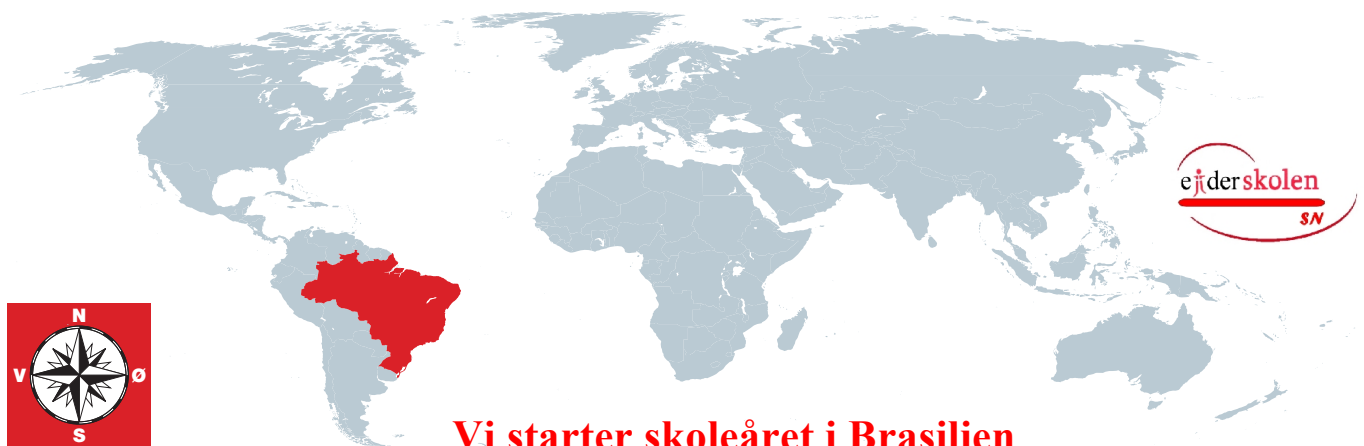 ejderskolen
SN
N
V Ø
S
Vi starter skoleåret i Brasilien